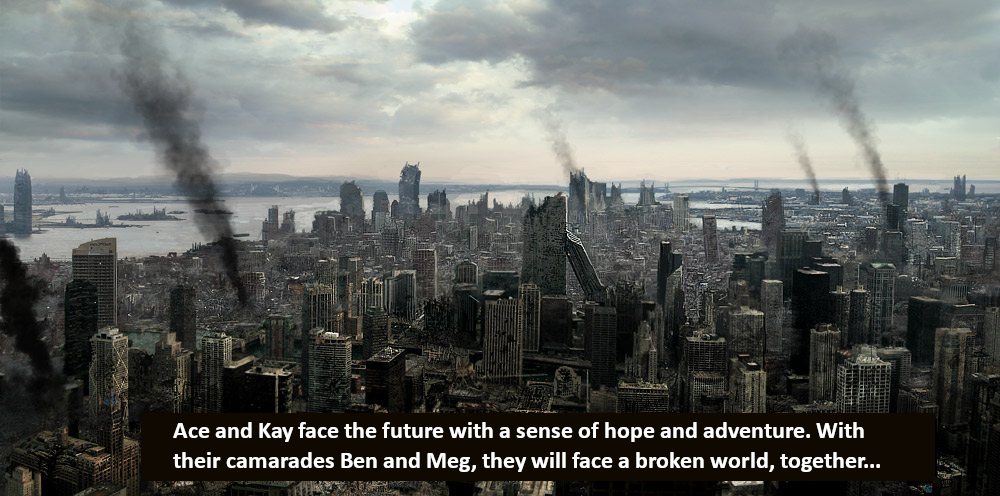 Ace and Kay face the future with a sense of hope and adventure. With
their camarades Ben and Meg, they will face a broken world, together...